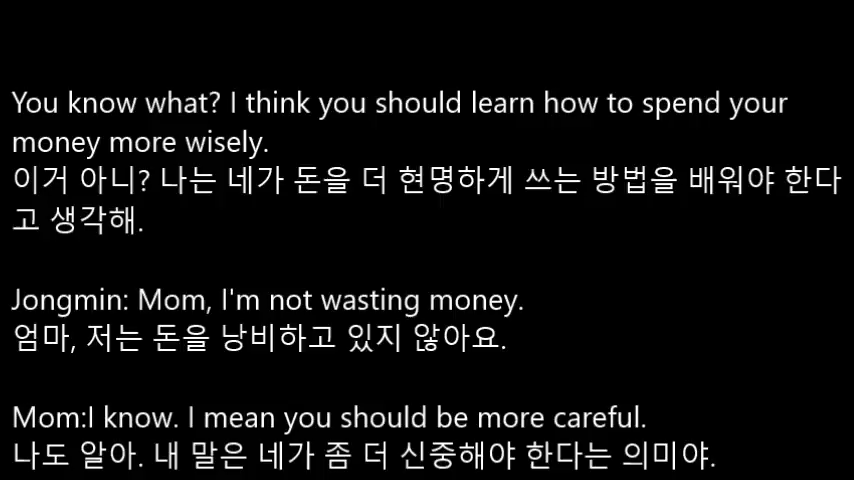 You know what? I think you should learn how to spend your
money more wisely.
이거 아니? 나는 네가 돈을 더 현명하게 쓰는 방법을 배워야 한다
고 생각해.
Jongmin: Mom, I'm not wasting money.
엄마, 저는 돈을 낭비하고 있지 않아요.
Mom:I know. I mean you should be more careful.
나도 알아. 내 말은 네가 좀 더 신중해야 한다는 의미야.